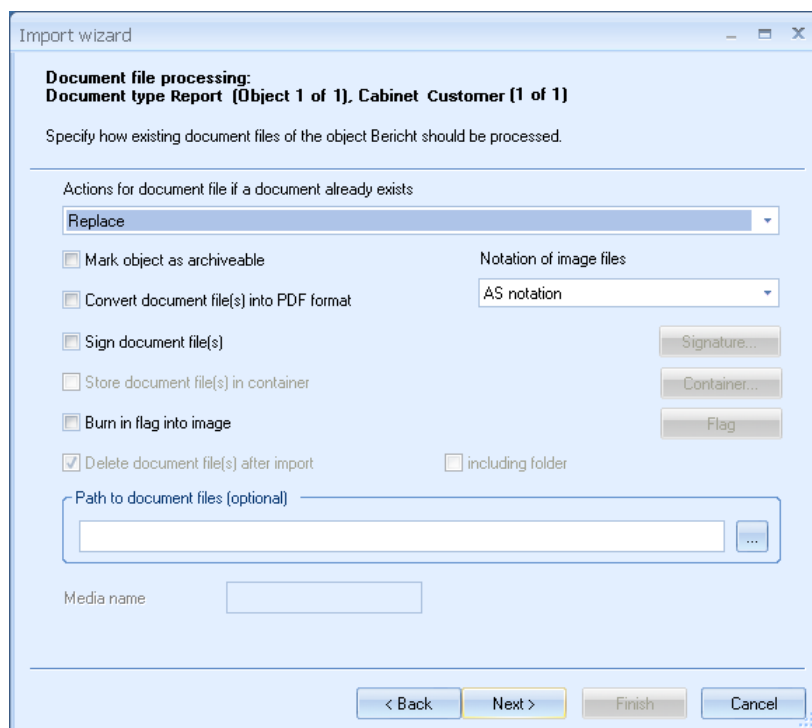 Import wizard
Document file processing:
Document type Report (Object 1 of 1), Cabinet Customer (1 of 1)
Specify how existing document files of the object Bericht should be processed.
Actions for document file if a document already exists
Replace
Mark object as archiveable
Notation of image files
Convert document file(s) into PDF format
AS notation
Sign document file(s)
Signature...
Store document file(s) in container
Container...
Burn in flag into image
Flag
Delete document file(s) after import
including folder
Path to document files (optional)
...
Media name
< Back
Next >
Finish
Cancel